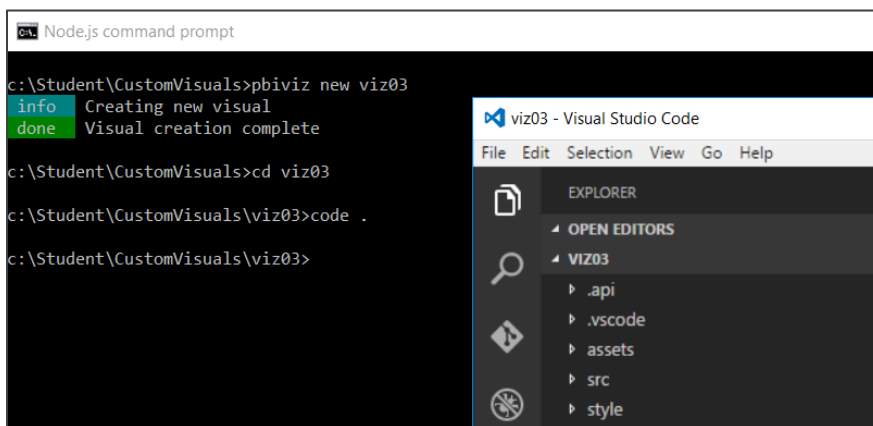 Node.js command prompt
c:\Student\CustomVisuals>pbiviz new viz03
info Creating new visual
done Visual creation complete
c:\Student\CustomVisuals>cd viz03
c:\Student\CustomVisuals\viz03>code .
c:\Student\CustomVisuals\viz03>
viz03 - Visual Studio Code
File Edit Selection View Go Help
EXPLORER
OPEN EDITORS
VIZ03
.api
.vscode
assets
src
style